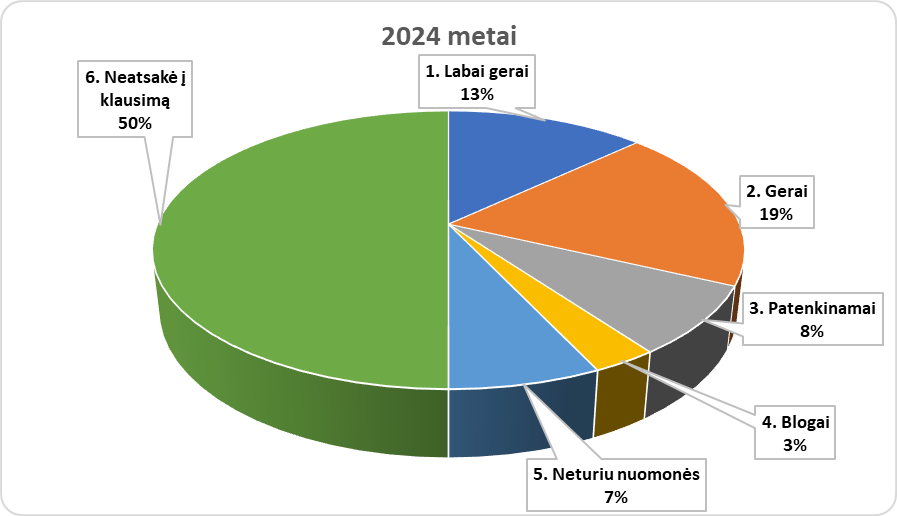 2024 metai
1. Labai gerai
13%
6. Neatsakė į
klausimą
50%
2. Gerai
19%
3. Patenkinamai
8%
4. Blogai
3%
5. Neturiu nuomonės
7%